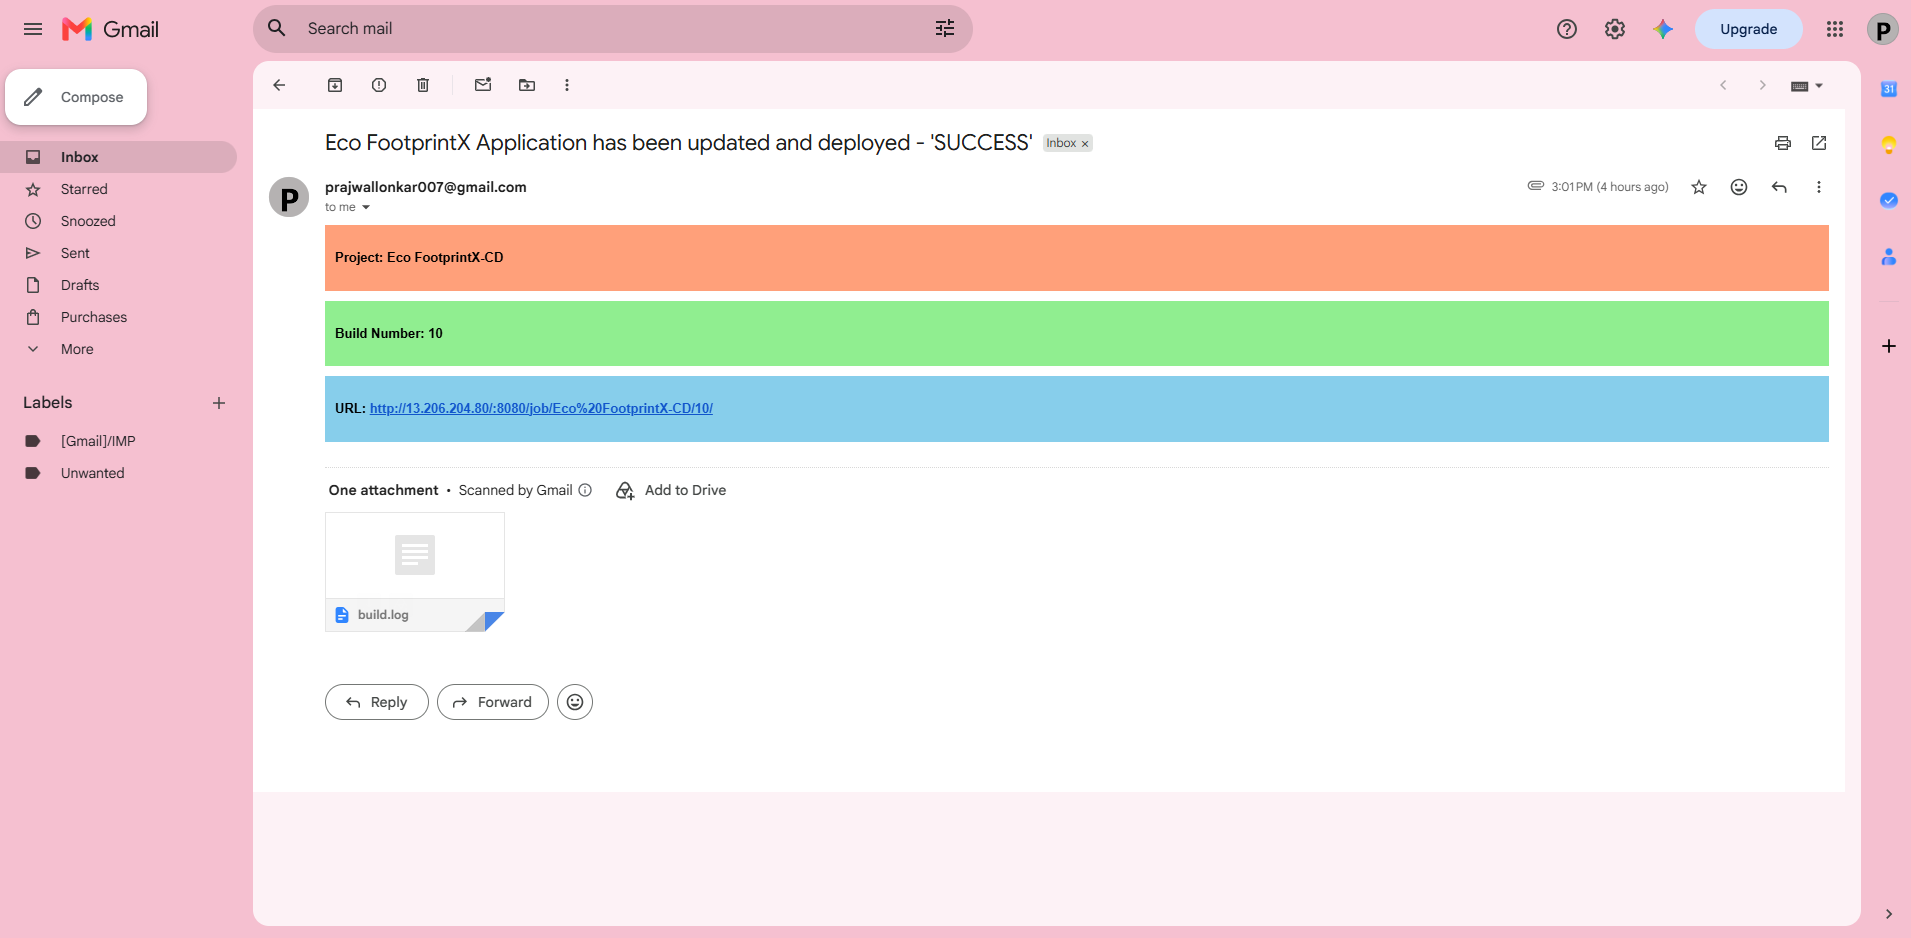 Gmail
Search mail
Upgrade
P
Compose
Inbox
Starred
Snoozed
Sent
Drafts
Purchases
More
Labels
[Gmail]/IMP
Unwanted
Eco FootprintX Application has been updated and deployed - 'SUCCESS' Inbox ×
P
prajwallonkar007@gmail.com
3:01 PM (4 hours ago)
to me
Project: Eco FootprintX-CD
Build Number: 10
URL: http://13.206.204.80/:8080/job/Eco%20FootprintX-CD/10/
One attachment • Scanned by Gmail
Add to Drive
build.log
Reply
Forward
31